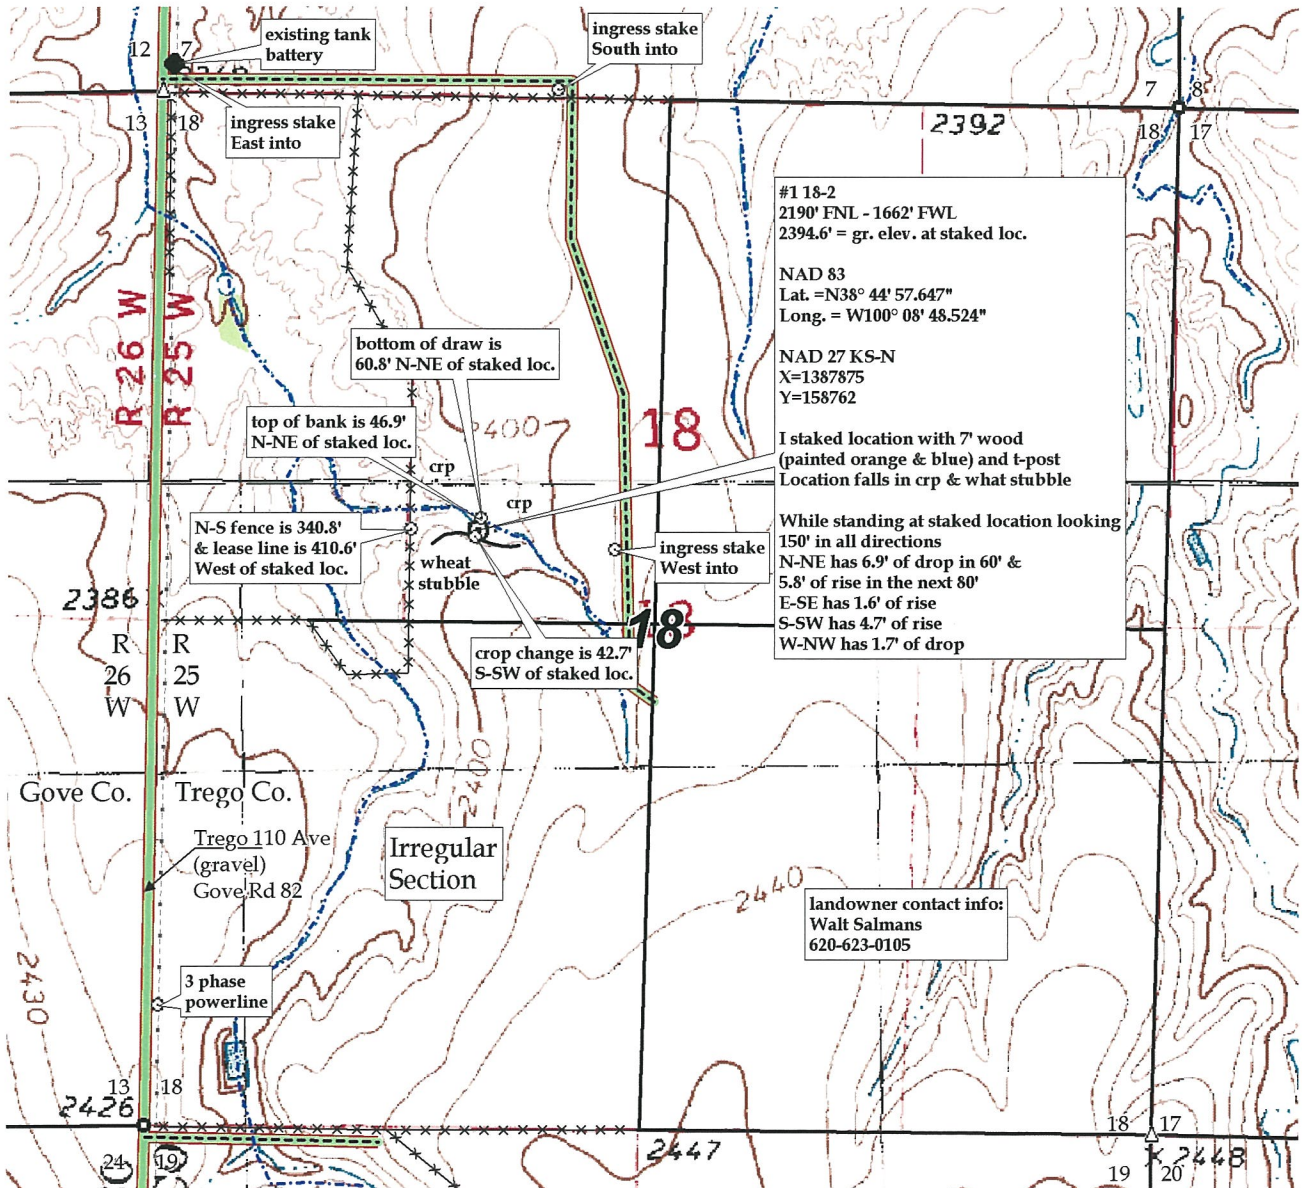 12
7
existing tank
battery
ingress stake
South into
7
8
13
18
ingress stake
East into
2392
18
17
#1 18-2
2190' FNL - 1662' FWL
2394.6' = gr. elev. at staked loc.
NAD 83
Lat. =N38° 44' 57.647"
Long. = W100° 08' 48.524"
NAD 27 KS-N
X=1387875
Y=158762
I staked location with 7' wood
(painted orange & blue) and t-post
Location falls in crp & what stubble
While standing at staked location looking
150' in all directions
N-NE has 6.9' of drop in 60' &
5.8' of rise in the next 80'
E-SE has 1.6' of rise
S-SW has 4.7' of rise
W-NW has 1.7' of drop
R 26 W
R 25 W
bottom of draw is
60.8' N-NE of staked loc.
top of bank is 46.9'
N-NE of staked loc.
2400
18
crp
crp
N-S fence is 340.8'
& lease line is 410.6'
West of staked loc.
wheat
stubble
ingress stake
West into
2386
18
R
26
W
R
25
W
crop change is 42.7'
S-SW of staked loc.
2400
Gove Co.
Trego Co.
Trego 110 Ave
(gravel)
Gove Rd 82
Irregular
Section
2440
landowner contact info:
Walt Salmans
620-623-0105
2430
3 phase
powerline
13
18
2426
2447
18
17
2448
24
19
19
20